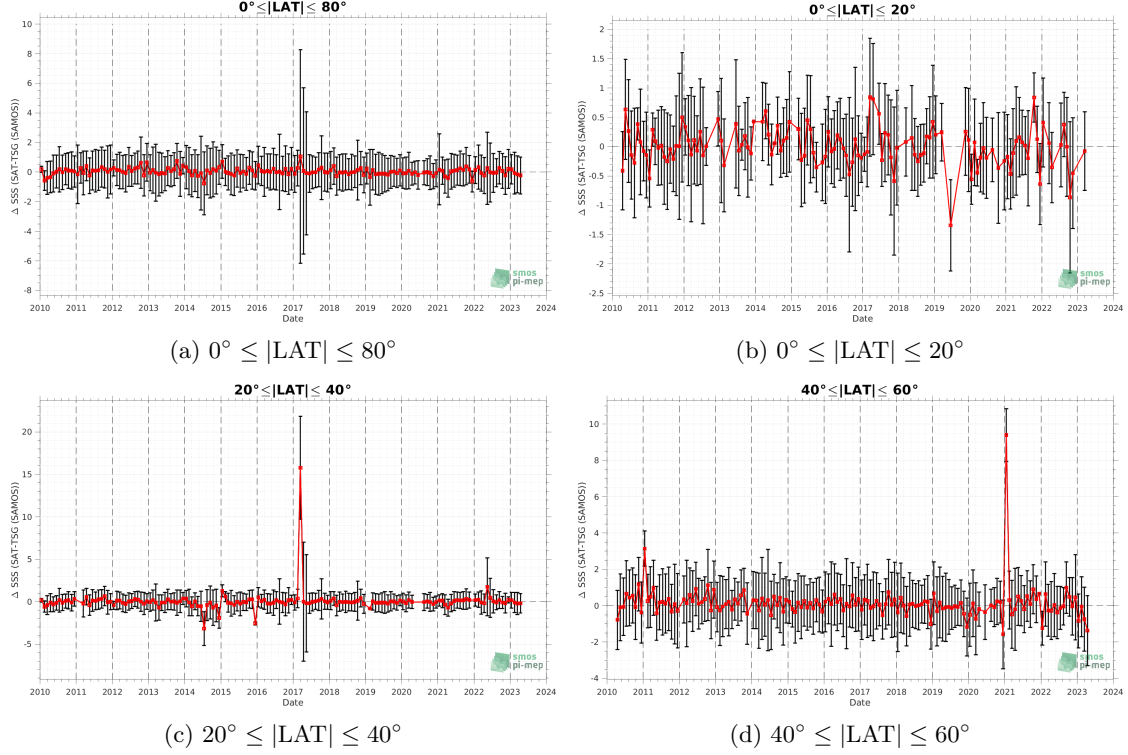 0°≤|LAT|≤ 80°
10
8
6
4
2
0
-2
-4
-6
-8
Δ SSS (SAT-TSG (SAMOS))
2010 2011 2012 2013 2014 2015 2016 2017 2018 2019 2020 2021 2022 2023 2024
Date
smos
pi-mep
(a) 0° ≤ |LAT| ≤ 80°
0°≤|LAT|≤ 20°
2
1.5
1
0.5
0
-0.5
-1
-1.5
-2
-2.5
Δ SSS (SAT-TSG (SAMOS))
2010 2011 2012 2013 2014 2015 2016 2017 2018 2019 2020 2021 2022 2023 2024
Date
smos
pi-mep
(b) 0° ≤ |LAT| ≤ 20°
20°≤|LAT|≤ 40°
20
15
10
5
0
-5
Δ SSS (SAT-TSG (SAMOS))
2010 2011 2012 2013 2014 2015 2016 2017 2018 2019 2020 2021 2022 2023 2024
Date
smos
pi-mep
(c) 20° ≤ |LAT| ≤ 40°
40°≤|LAT|≤ 60°
10
8
6
4
2
0
-2
-4
Δ SSS (SAT-TSG (SAMOS))
2010 2011 2012 2013 2014 2015 2016 2017 2018 2019 2020 2021 2022 2023 2024
Date
smos
pi-mep
(d) 40° ≤ |LAT| ≤ 60°